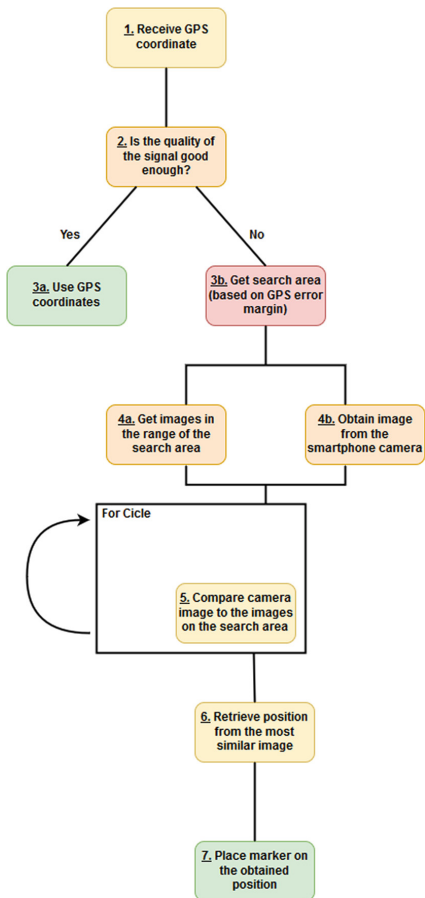 1. Receive GPS
coordinate
2. Is the quality of
the signal good
enough?
Yes
No
3a. Use GPS
coordinates
3b. Get search area
(based on GPS error
margin)
4a. Get images in
the range of the
search area
4b. Obtain image
from the
smartphone camera
For Cicle
5. Compare camera
image to the images
on the search area
6. Retrieve position
from the most
similar image
7. Place marker on
the obtained
position